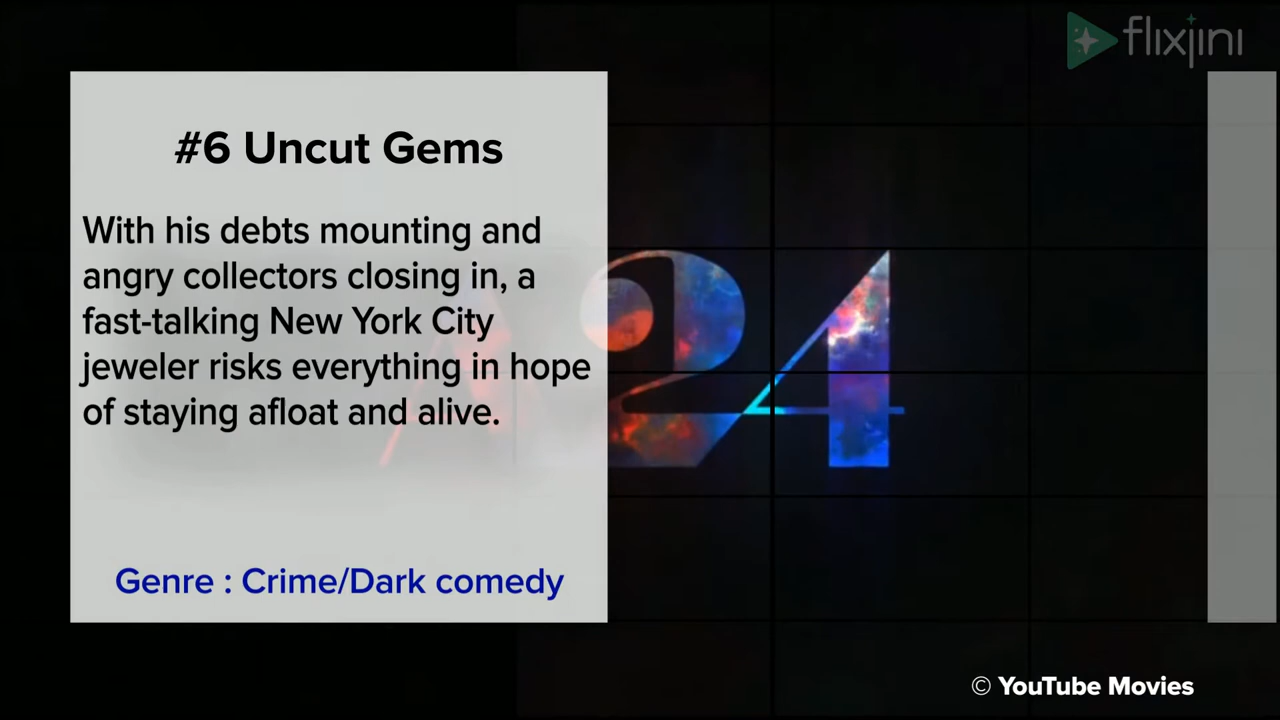 flixjini
#6 Uncut Gems
With his debts mounting and
angry collectors closing in, a
fast-talking New York City
jeweler risks everything in hope
of staying afloat and alive.
A24
Genre : Crime/Dark comedy
© YouTube Movies